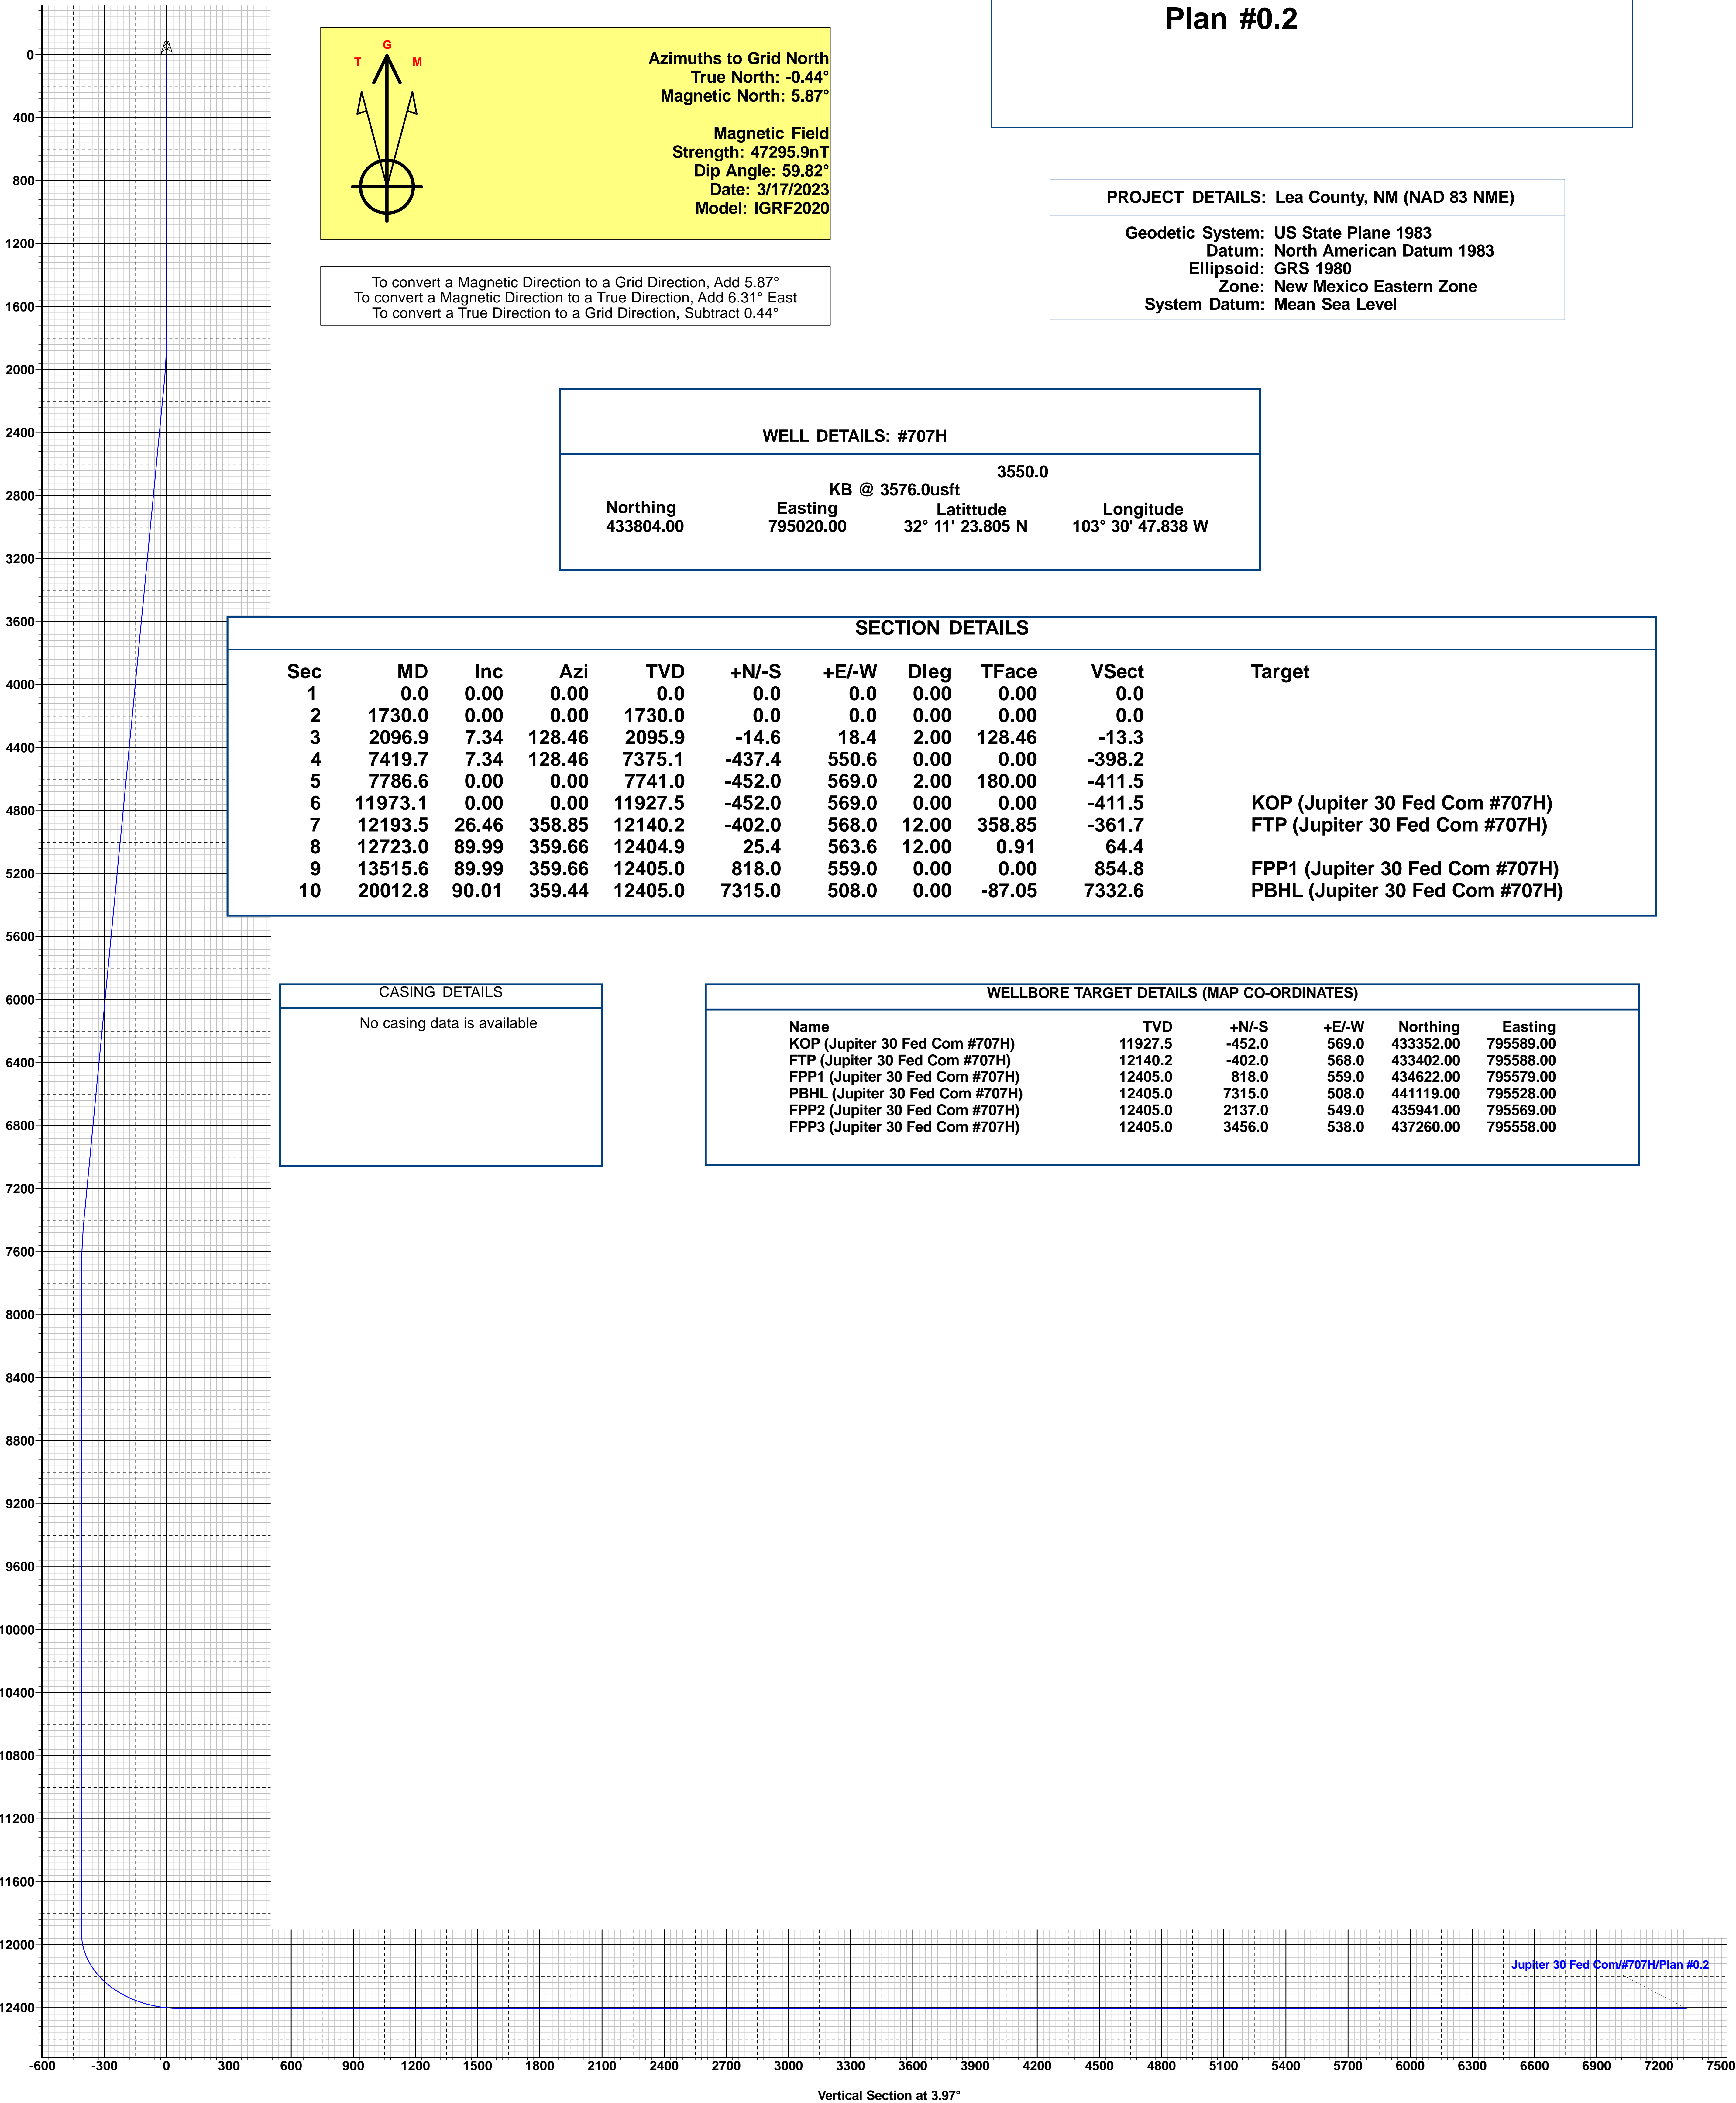 Plan #0.2
G
T M
Azimuths to Grid North
True North: -0.44°
Magnetic North: 5.87°
Magnetic Field
Strength: 47295.9nT
Dip Angle: 59.82°
Date: 3/17/2023
Model: IGRF2020
To convert a Magnetic Direction to a Grid Direction, Add 5.87°
To convert a Magnetic Direction to a True Direction, Add 6.31° East
To convert a True Direction to a Grid Direction, Subtract 0.44°
PROJECT DETAILS: Lea County, NM (NAD 83 NME)
Geodetic System: US State Plane 1983
Datum: North American Datum 1983
Ellipsoid: GRS 1980
Zone: New Mexico Eastern Zone
System Datum: Mean Sea Level
WELL DETAILS: #707H
3550.0
KB @ 3576.0usft
Northing Easting Latittude Longitude
433804.00 795020.00 32° 11' 23.805 N 103° 30' 47.838 W
SECTION DETAILS
Sec MD Inc Azi TVD +N/-S +E/-W Dleg TFace VSect Target
1 0.0 0.00 0.00 0.0 0.0 0.0 0.00 0.00 0.0
2 1730.0 0.00 0.00 1730.0 0.0 0.0 0.00 0.00 0.0
3 2096.9 7.34 128.46 2095.9 -14.6 18.4 2.00 128.46 -13.3
4 7419.7 7.34 128.46 7375.1 -437.4 550.6 0.00 0.00 -398.2
5 7786.6 0.00 0.00 7741.0 -452.0 569.0 2.00 180.00 -411.5
6 11973.1 0.00 0.00 11927.5 -452.0 569.0 0.00 0.00 -411.5 KOP (Jupiter 30 Fed Com #707H)
7 12193.5 26.46 358.85 12140.2 -402.0 568.0 12.00 358.85 -361.7 FTP (Jupiter 30 Fed Com #707H)
8 12723.0 89.99 359.66 12404.9 25.4 563.6 12.00 0.91 64.4
9 13515.6 89.99 359.66 12405.0 818.0 559.0 0.00 0.00 854.8 FPP1 (Jupiter 30 Fed Com #707H)
10 20012.8 90.01 359.44 12405.0 7315.0 508.0 0.00 -87.05 7332.6 PBHL (Jupiter 30 Fed Com #707H)
CASING DETAILS
No casing data is available
WELLBORE TARGET DETAILS (MAP CO-ORDINATES)
Name TVD +N/-S +E/-W Northing Easting
KOP (Jupiter 30 Fed Com #707H) 11927.5 -452.0 569.0 433352.00 795589.00
FTP (Jupiter 30 Fed Com #707H) 12140.2 -402.0 568.0 433402.00 795588.00
FPP1 (Jupiter 30 Fed Com #707H) 12405.0 818.0 559.0 434622.00 795579.00
PBHL (Jupiter 30 Fed Com #707H) 12405.0 7315.0 508.0 441119.00 795528.00
FPP2 (Jupiter 30 Fed Com #707H) 12405.0 2137.0 549.0 435941.00 795569.00
FPP3 (Jupiter 30 Fed Com #707H) 12405.0 3456.0 538.0 437260.00 795558.00
0
400
800
1200
1600
2000
2400
2800
3200
3600
4000
4400
4800
5200
5600
6000
6400
6800
7200
7600
8000
8400
8800
9200
9600
10000
10400
10800
11200
11600
12000
12400
Jupiter 30 Fed Com/#707H/Plan #0.2
-600 -300 0 300 600 900 1200 1500 1800 2100 2400 2700 3000 3300 3600 3900 4200 4500 4800 5100 5400 5700 6000 6300 6600 6900 7200 7500
Vertical Section at 3.97°